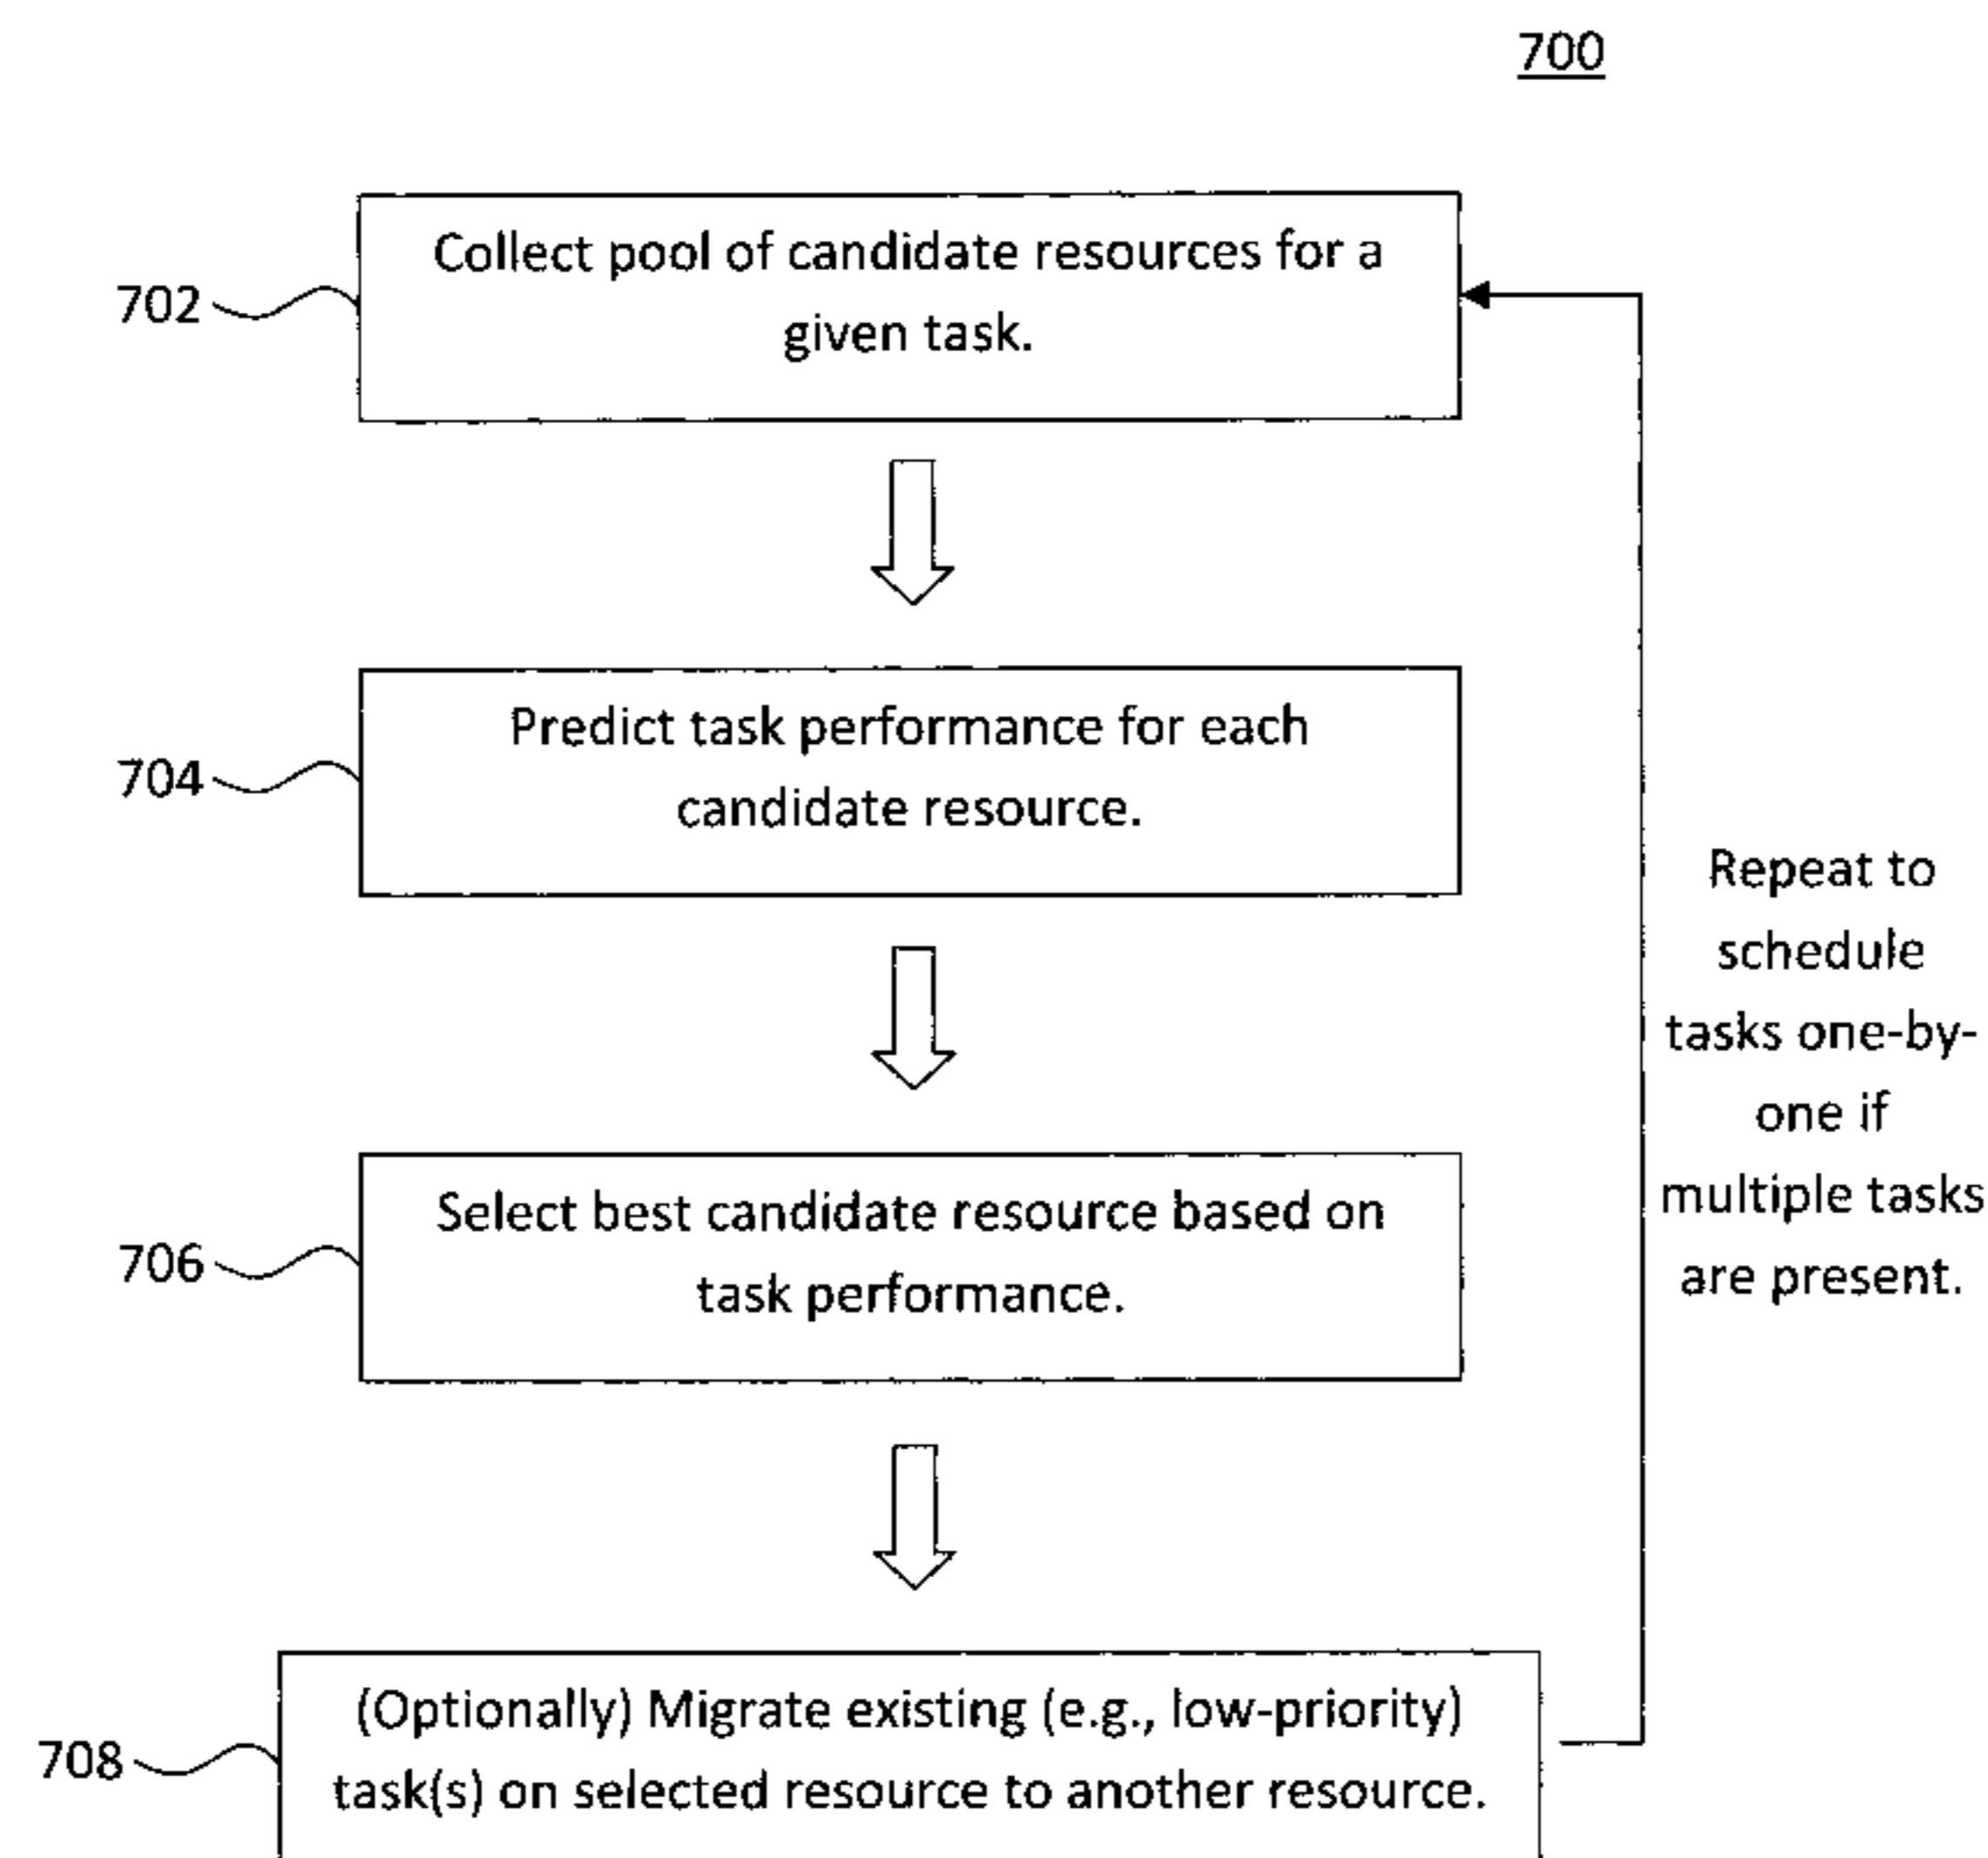 700
702
Collect pool of candidate resources for a
given task.
704
Predict task performance for each
candidate resource.
706
Select best candidate resource based on
task performance.
708
(Optionally) Migrate existing (e.g., low-priority)
task(s) on selected resource to another resource.
Repeat to
schedule
tasks one-by-
one if
multiple tasks
are present.